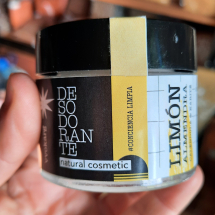 DE
SO
DO
RAN
TE
natural cosmetic
#CONCIENCIA LIMPIA
LIMÓN
ALMENDRA